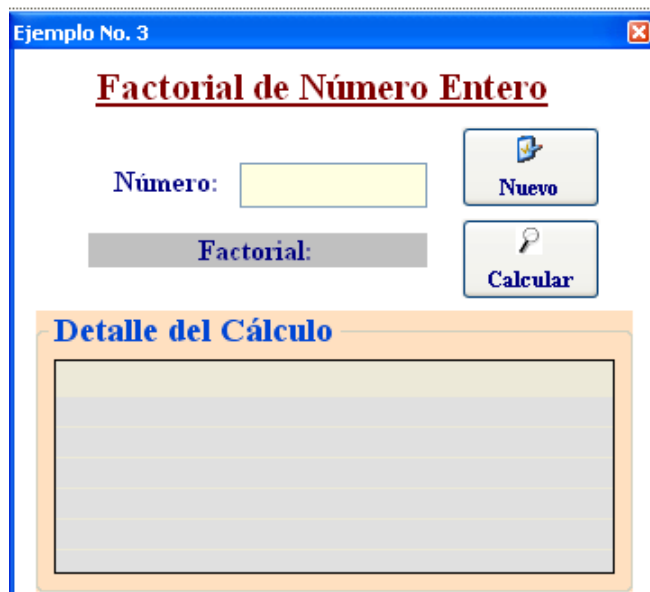 Ejemplo No. 3
Factorial de Número Entero
Número:
Nuevo
Factorial:
Calcular
Detalle del Cálculo